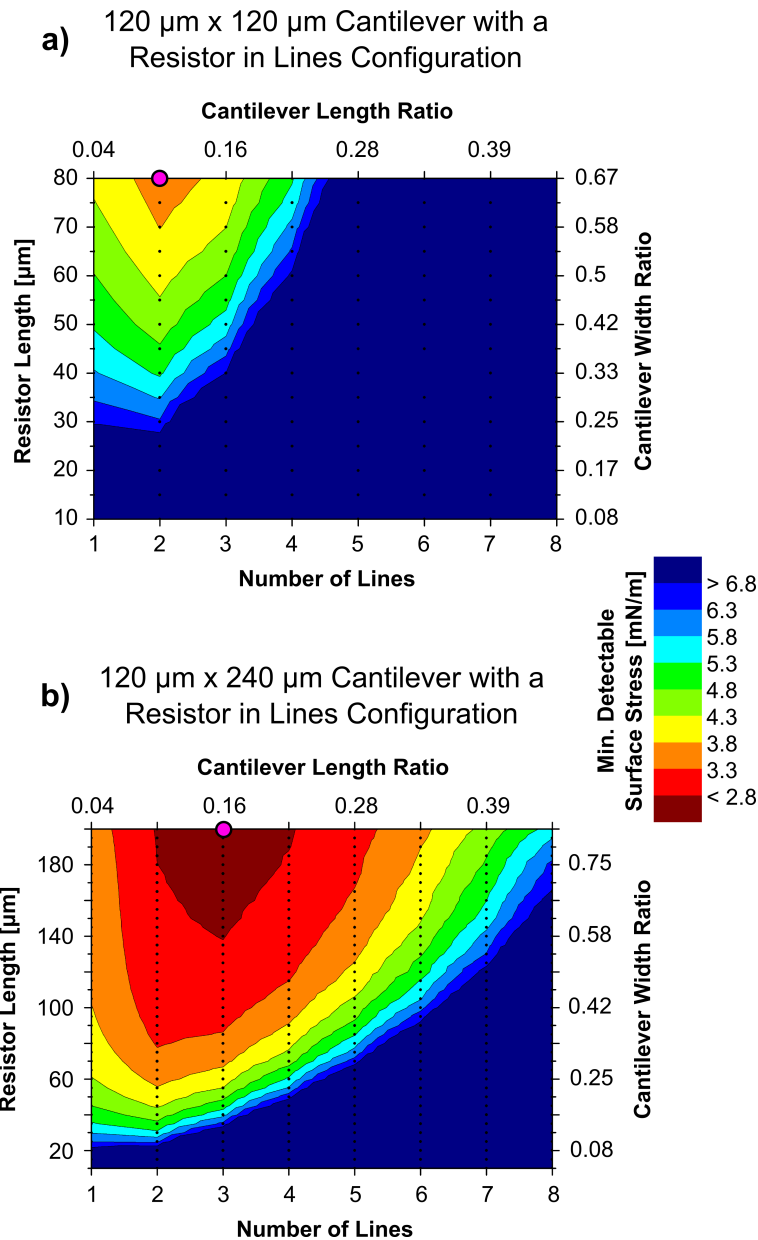 a)
120 µm x 120 µm Cantilever with a
Resistor in Lines Configuration
Cantilever Length Ratio
0.04 0.16 0.28 0.39
80 0.67
70 0.58
60 0.5
50 0.42
40 0.33
30 0.25
20 0.17
10 0.08
Resistor Length [µm]
Cantilever Width Ratio
1 2 3 4 5 6 7 8
Number of Lines
Min. Detectable
Surface Stress [mN/m]
> 6.8
6.3
5.8
5.3
4.8
4.3
3.8
3.3
< 2.8
b)
120 µm x 240 µm Cantilever with a
Resistor in Lines Configuration
Cantilever Length Ratio
0.04 0.16 0.28 0.39
180 0.75
140 0.58
100 0.42
60 0.25
20 0.08
Resistor Length [µm]
Cantilever Width Ratio
1 2 3 4 5 6 7 8
Number of Lines